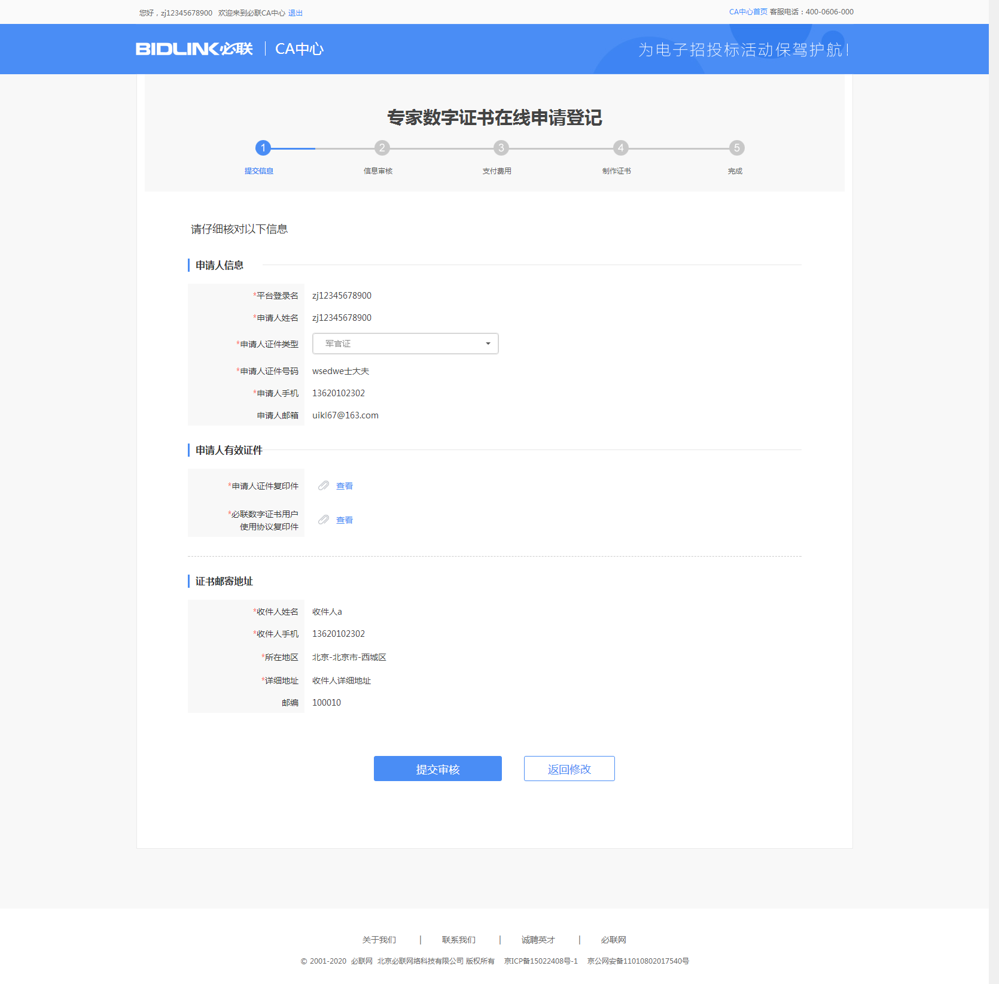 您好，zj12345678900 欢迎来到必联CA中心 退出
CA中心首页 客服电话：400-0606-000
BIDLINK必联 CA中心
为电子招投标活动保驾护航!
专家数字证书在线申请登记
1 2 3 4 5
提交信息 信息审核 支付费用 制作证书 完成
请仔细核对以下信息
申请人信息
*平台登录名 zj12345678900
*申请人姓名 zj12345678900
*申请人证件类型 军官证
*申请人证件号码 wsedwe士大夫
*申请人手机 13620102302
申请人邮箱 uikl67@163.com
申请人有效证件
*申请人证件复印件 查看
*必联数字证书用户
使用协议复印件 查看
证书邮寄地址
*收件人姓名 收件人a
*收件人手机 13620102302
*所在地区 北京-北京市-西城区
*详细地址 收件人详细地址
邮编 100010
提交审核 返回修改
关于我们 | 联系我们 | 诚聘英才 | 必联网
© 2001-2020 必联网 北京必联网络科技有限公司 版权所有 京ICP备15022408号-1 京公网安备11010802017540号